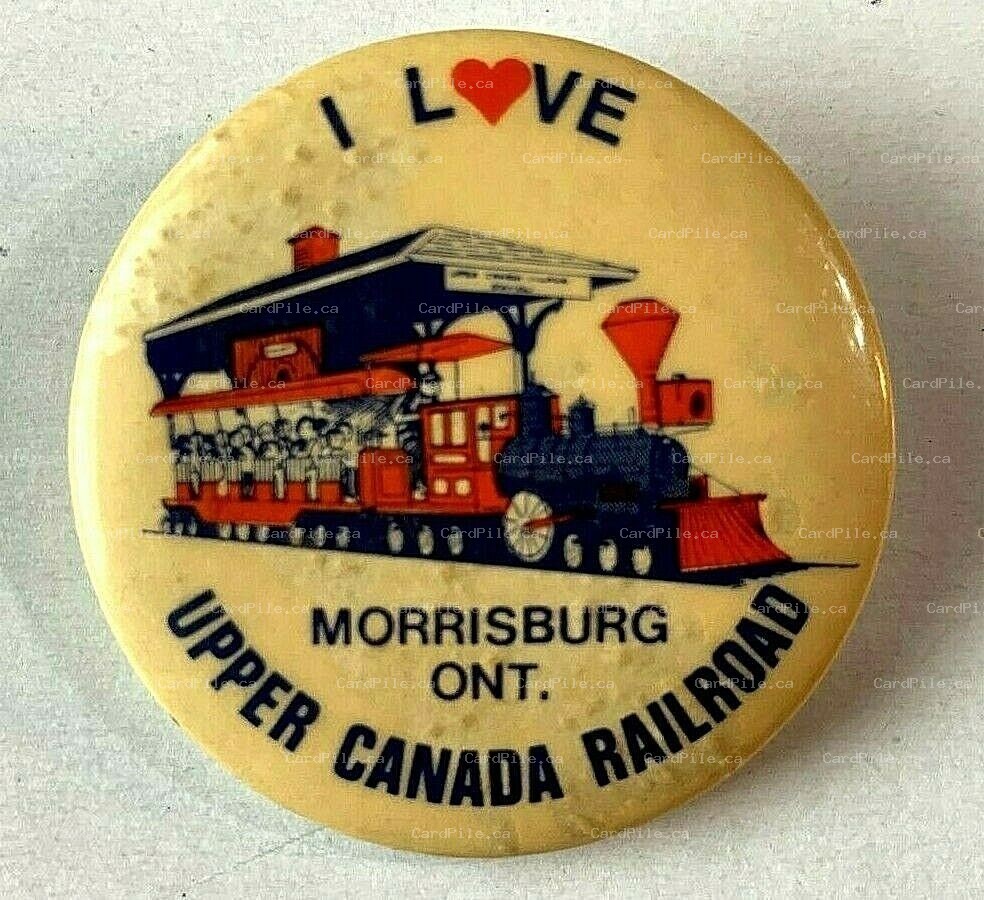 I L❤VE
MORRISBURG
ONT.
UPPER CANADA RAILROAD
CardPile.ca